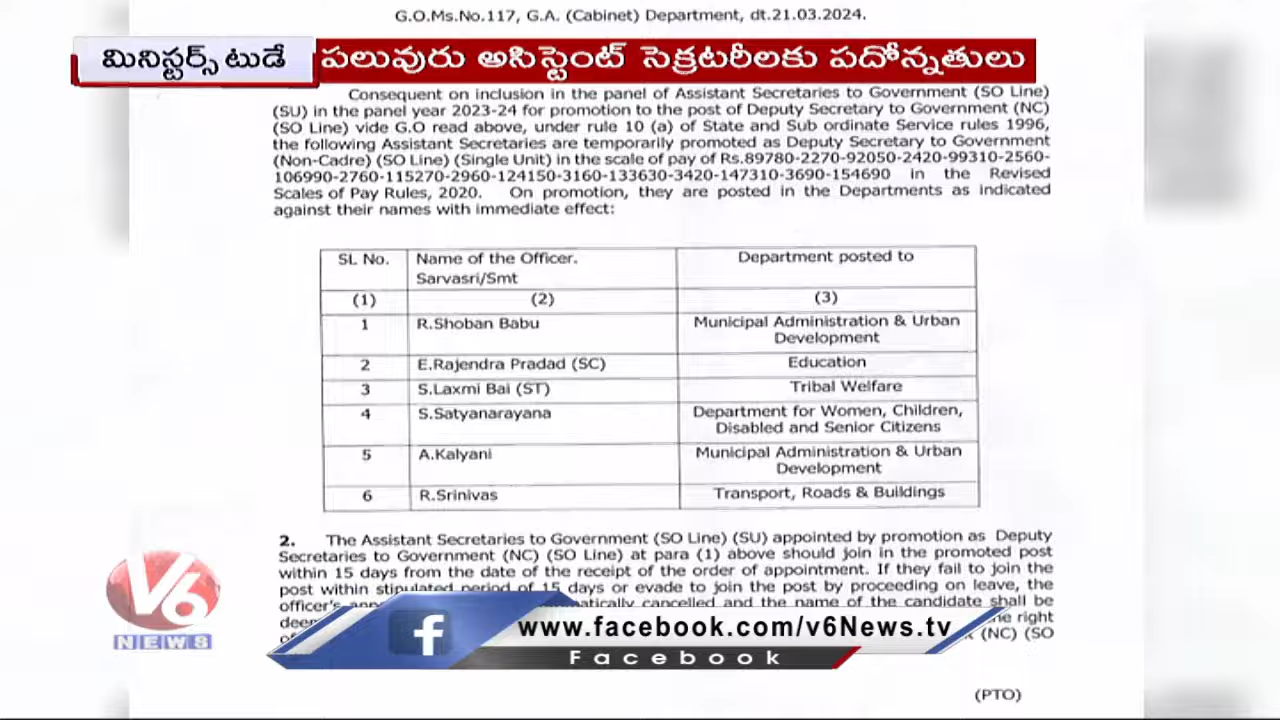 G.O.Ms.No.117, G.A. (Cabinet) Department, dt.21.03.2024.
మినిస్టర్స్ టుడే
పలువురు అసిస్టెంట్ సెక్రటరీలకు పదోన్నతులు
Consequent on inclusion in the panel of Assistant Secretaries to Government (SO Line)
(SU) in the panel year 2023-24 for promotion to the post of Deputy Secretary to Government (NC)
(SO Line) vide G.O read above, under rule 10 (a) of State and Sub ordinate Service rules 1996,
the following Assistant Secretaries are temporarily promoted as Deputy Secretary to Government
(Non-Cadre) (SO Line) (Single Unit) in the scale of pay of Rs.89780-2270-92050-2420-99310-2560-
106990-2760-115270-2960-124150-3160-133630-3420-147310-3690-154690 in the Revised
Scales of Pay Rules, 2020. On promotion, they are posted in the Departments as indicated
against their names with immediate effect:
SL No. Name of the Officer. Department posted to
Sarvasri/Smt
(1) (2) (3)
1 R.Shoban Babu Municipal Administration & Urban
Development
2 E.Rajendra Pradad (SC) Education
3 S.Laxmi Bai (ST) Tribal Welfare
4 S.Satyanarayana Department for Women, Children,
Disabled and Senior Citizens
5 A.Kalyani Municipal Administration & Urban
Development
6 R.Srinivas Transport, Roads & Buildings
2. The Assistant Secretaries to Government (SO Line) (SU) appointed by promotion as Deputy
Secretaries to Government (NC) (SO Line) at para (1) above should join in the promoted post
within 15 days from the date of the receipt of the order of appointment. If they fail to join the
post within stipulated period of 15 days or evade to join the post by proceeding on leave, the
officer's cancelled and the name of the candidate shall be
right
(NC) (SO
V6
NEWS
f
www.facebook.com/v6News.tv
Facebook
(PTO)